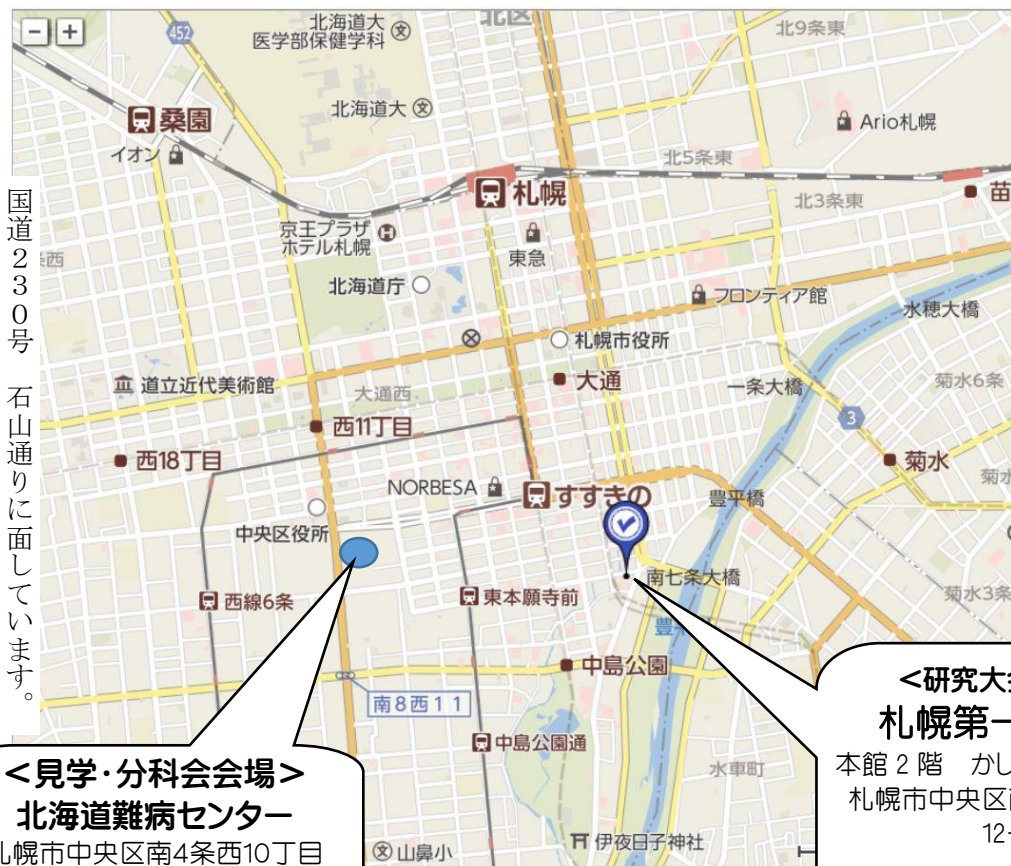 北区
北海道大
医学部保健学科
452
北9条東
桑園
北海道大
Ario札幌
イオン
北5条東
札幌
北3条東
苗
京王プラザ
ホテル札幌
東急
北海道庁
フロンティア館
水穂大橋
札幌市役所
道立近代美術館
大通西
大通
一条大橋
菊水6条
3
西11丁目
西18丁目
菊水
NORBESA
すすきの
豊平橋
中央区役所
南七条大橋
西線6条
東本願寺前
菊水3条
中島公園
南8西11
中島公園通
水車町
伊夜日子神社
山鼻小
国道230号 石山通りに面しています。
<見学・分科会会場>
北海道難病センター
札幌市中央区南4条西10丁目
<研究大会
札幌第一
本館2階 かし
札幌市中央区南
12-